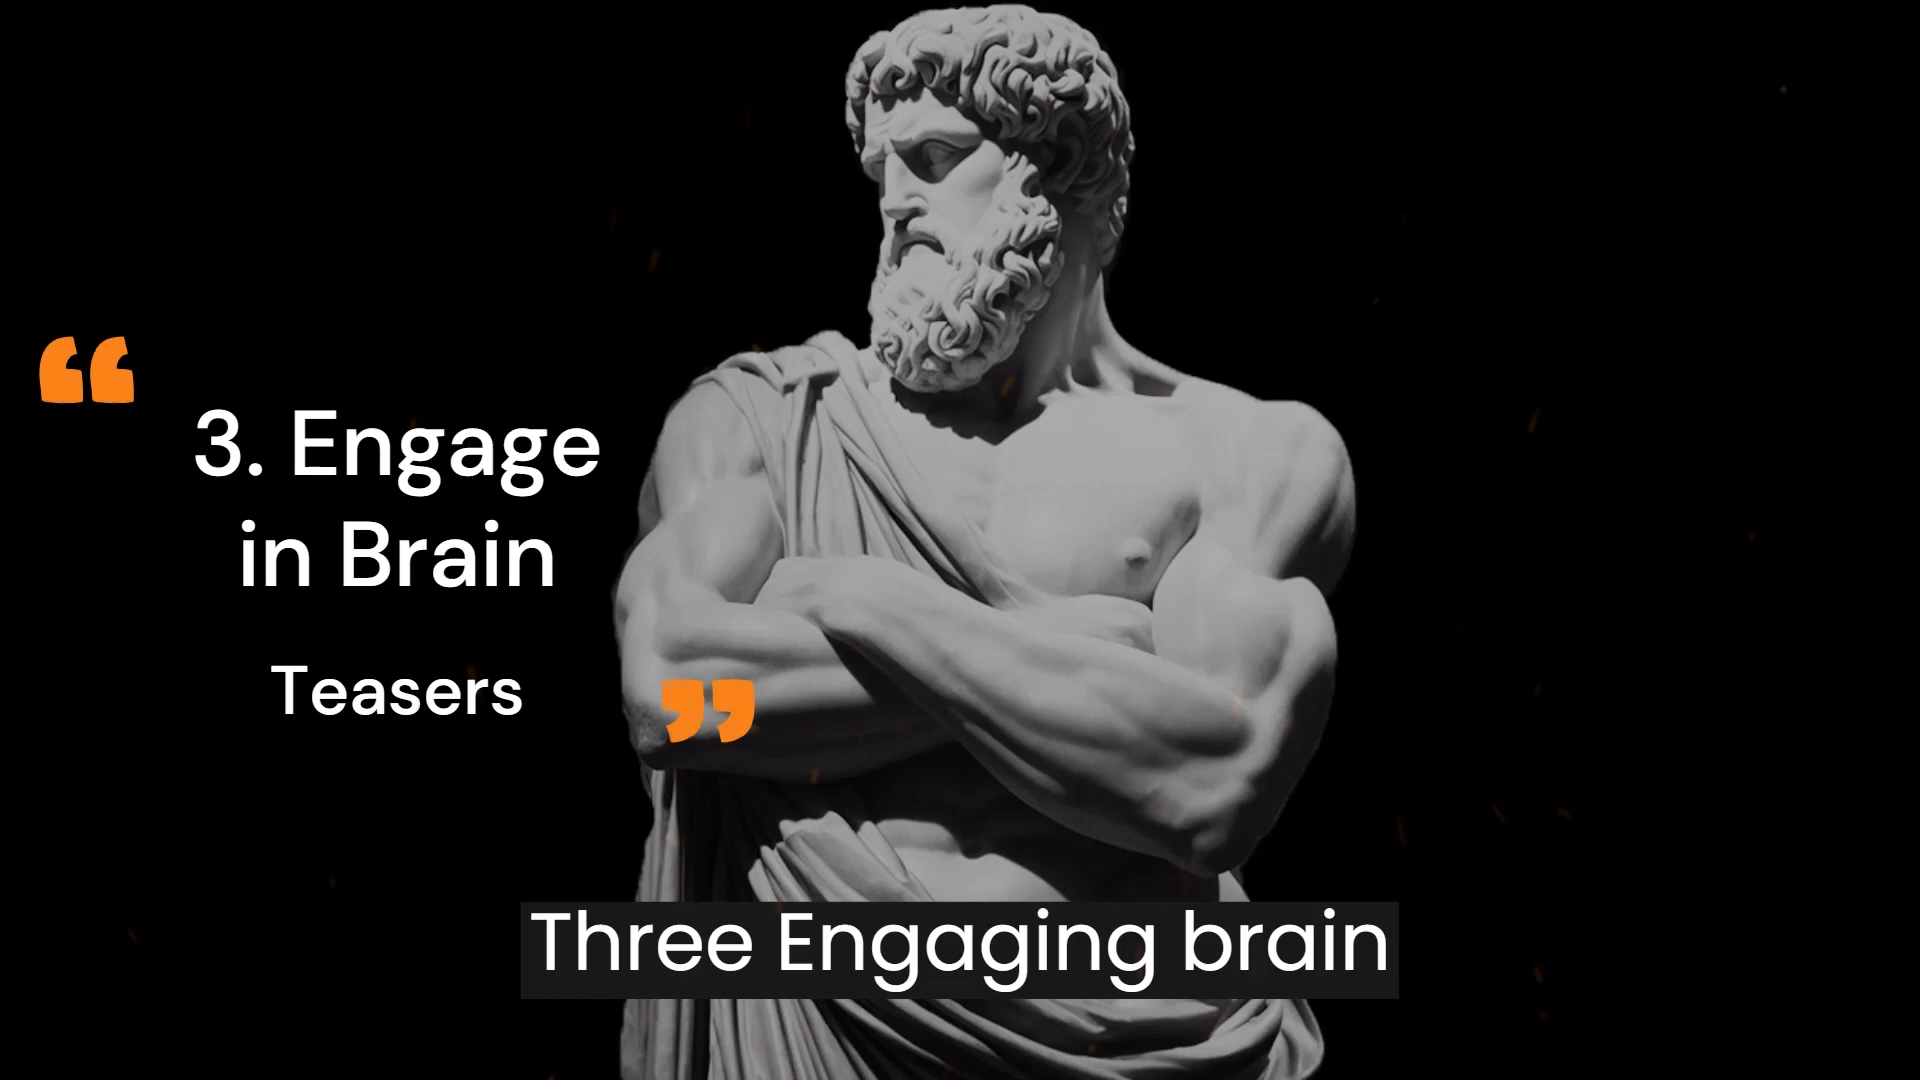 “
3. Engage
in Brain
Teasers
”
Three Engaging brain